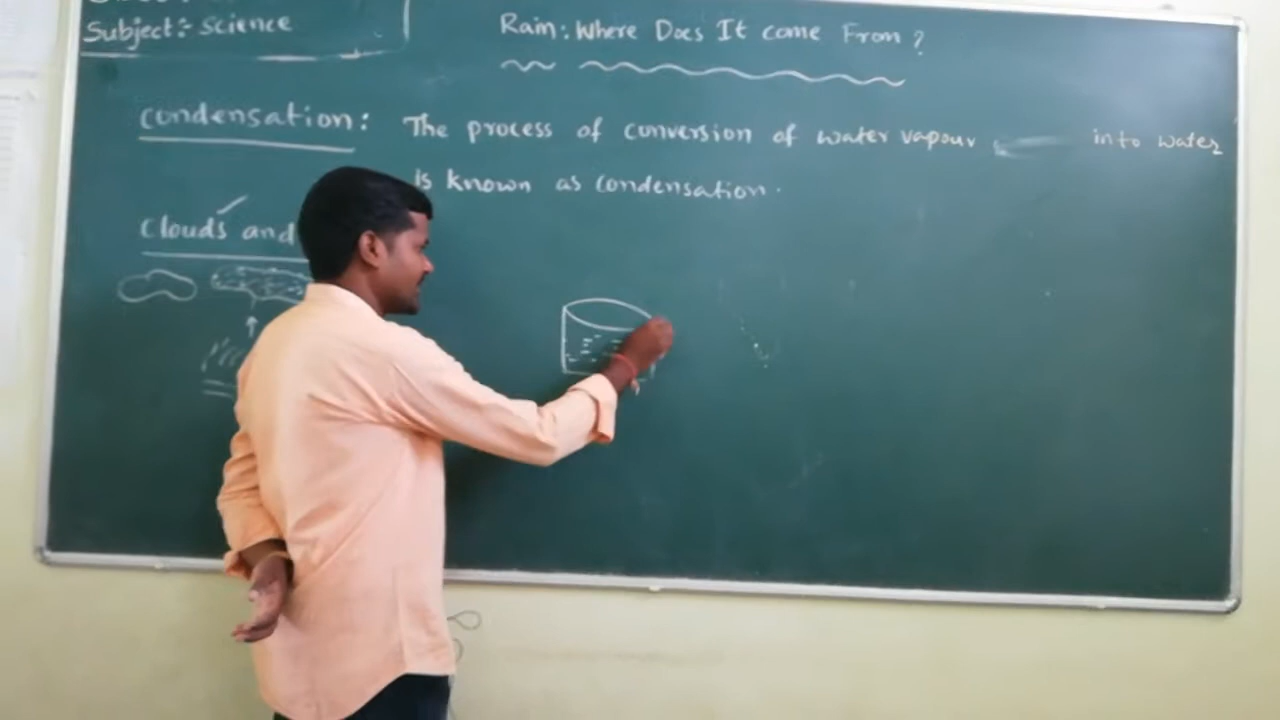 Subject:- Science
Rain: Where Does It come From?
condensation: The process of conversion of water vapour into water
is known as condensation.
Clouds and